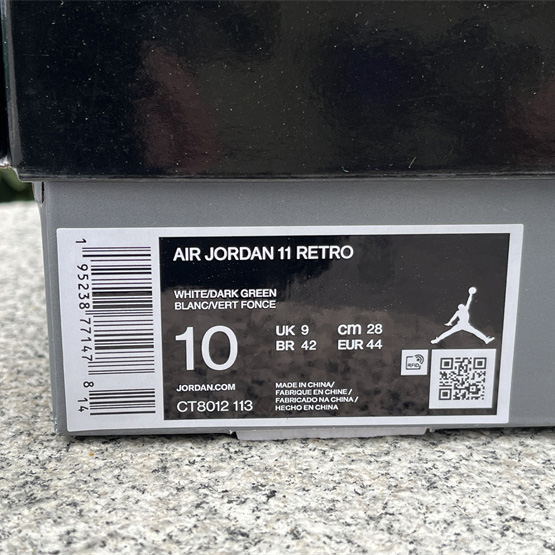 1 95238 77147 8 14
AIR JORDAN 11 RETRO
WHITE/DARK GREEN
BLANC/VERT FONCE
10
UK 9 cm 28
BR 42 EUR 44
JORDAN.COM
CT8012 113
MADE IN CHINA/
FABRIQUE EN CHINE /
FABRICADO NA CHINA /
HECHO EN CHINA
RFID